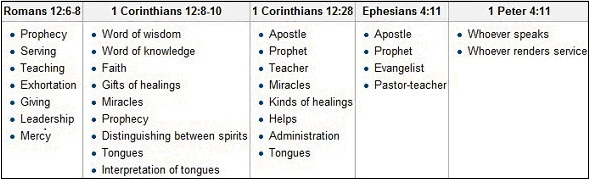 Romans 12:6-8
Prophecy
Serving
Teaching
Exhortation
Giving
Leadership
Mercy
1 Corinthians 12:8-10
Word of wisdom
Word of knowledge
Faith
Gifts of healings
Miracles
Prophecy
Distinguishing between spirits
Tongues
Interpretation of tongues
1 Corinthians 12:28
Apostle
Prophet
Teacher
Miracles
Kinds of healings
Helps
Administration
Tongues
Ephesians 4:11
Apostle
Prophet
Evangelist
Pastor-teacher
1 Peter 4:11
Whoever speaks
Whoever renders service